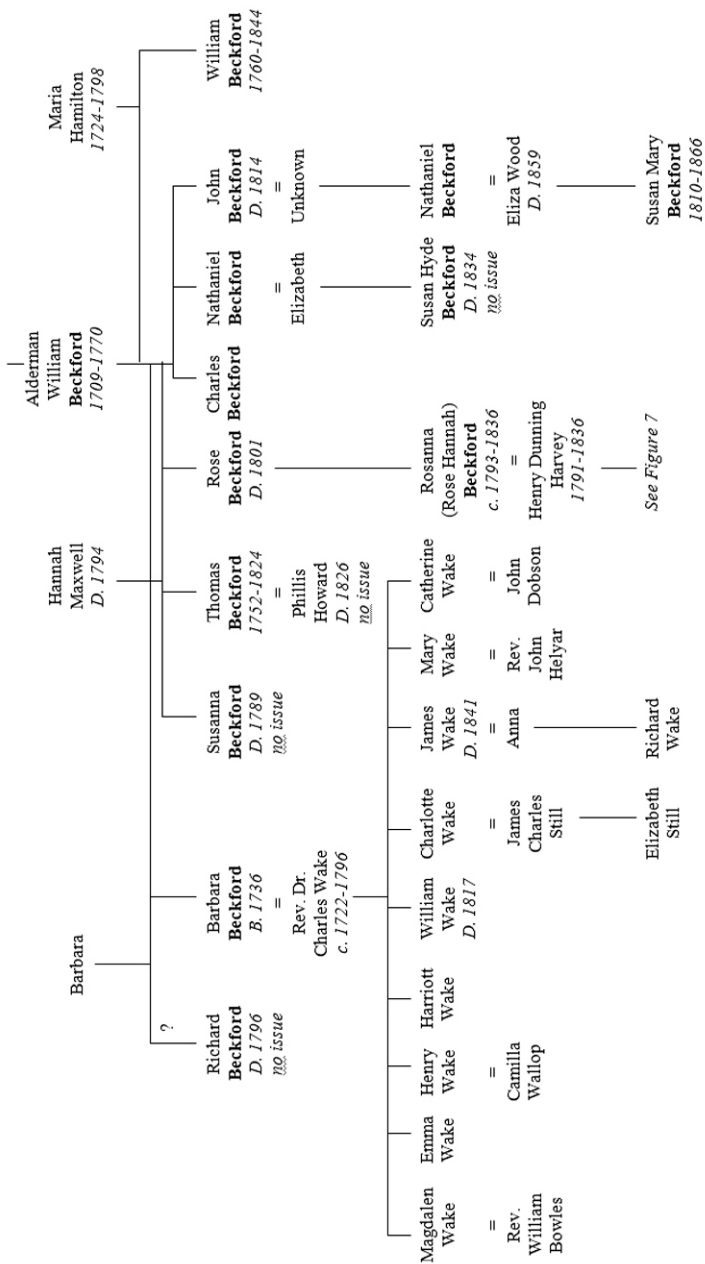 Alderman
William
Beckford
1709-1770
Barbara
Hannah
Maxwell
D. 1794
Maria
Hamilton
1724-1798
?
Richard
Beckford
D. 1796
no issue
Barbara
Beckford
B. 1736
=
Rev. Dr.
Charles Wake
c. 1722-1796
Susanna
Beckford
D. 1789
no issue
Thomas
Beckford
1752-1824
=
Phillis
Howard
D. 1826
no issue
Rose
Beckford
D. 1801
Charles
Beckford
Nathaniel
Beckford
=
Elizabeth
John
Beckford
D. 1814
=
Unknown
William
Beckford
1760-1844
Magdalen
Wake
=
Rev.
William
Bowles
Emma
Wake
Henry
Wake
=
Camilla
Wallop
Harriott
Wake
William
Wake
D. 1817
Charlotte
Wake
=
James
Charles
Still
James
Wake
D. 1841
=
Anna
Mary
Wake
=
Rev.
John
Helyar
Catherine
Wake
=
John
Dobson
Rosanna
(Rose Hannah)
Beckford
c. 1793-1836
=
Henry Dunning
Harvey
1791-1836
Susan Hyde
Beckford
D. 1834
no issue
Nathaniel
Beckford
=
Eliza Wood
D. 1859
Elizabeth
Still
Richard
Wake
See Figure 7
Susan Mary
Beckford
1810-1866